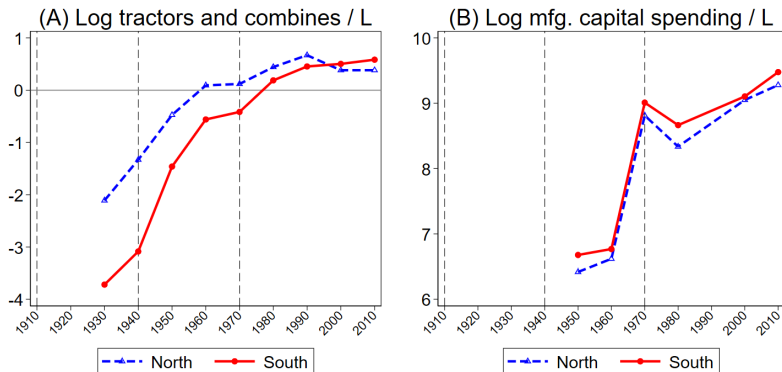 (A) Log tractors and combines / L
1
0
-1
-2
-3
-4
1910 1920 1930 1940 1950 1960 1970 1980 1990 2000 2010
North South
(B) Log mfg. capital spending / L
10
9
8
7
6
1910 1920 1930 1940 1950 1960 1970 1980 1990 2000 2010
North South